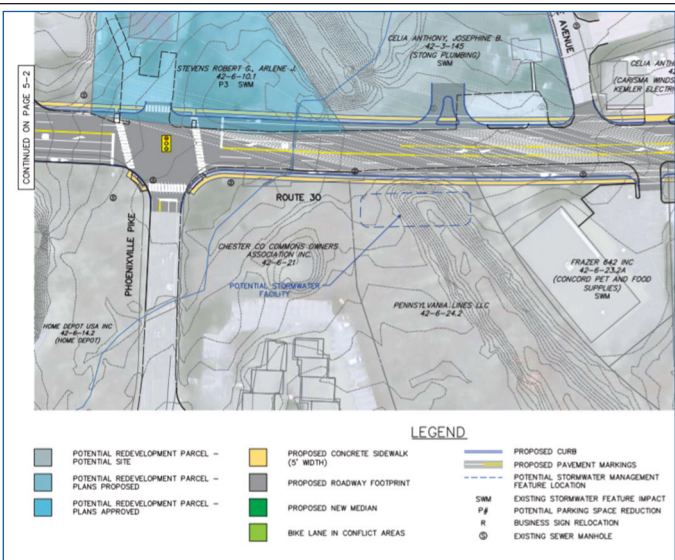 CONTINUED ON PAGE 5-2
STEVENS ROBERT G., ARLENE J.
42-6-10.1
P3 SWM
CELIA ANTHONY, JOSEPHINE B.
42-3-145
(STONG PLUMBING)
SWM
AVENUE
CELIA ANTH
(CARISMA WINDS
KEMLER ELECTRI
ROUTE 30
PHOENIXVILLE PIKE
CHESTER CO COMMONS OWNERS
ASSOCIATION INC.
42-6-21
POTENTIAL STORMWATER
FACILITY
PENNSYLVANIA LINES LLC
42-6-24.2
FRAZER 642 INC
42-6-23.2A
(CONCORD PET AND FOOD
SUPPLIES)
SWM
HOME DEPOT USA INC
42-6-14.2
(HOME DEPOT)
LEGEND
POTENTIAL REDEVELOPMENT PARCEL –
POTENTIAL SITE
POTENTIAL REDEVELOPMENT PARCEL –
PLANS PROPOSED
POTENTIAL REDEVELOPMENT PARCEL –
PLANS APPROVED
PROPOSED CONCRETE SIDEWALK
(5' WIDTH)
PROPOSED ROADWAY FOOTPRINT
PROPOSED NEW MEDIAN
BIKE LANE IN CONFLICT AREAS
PROPOSED CURB
PROPOSED PAVEMENT MARKINGS
POTENTIAL STORMWATER MANAGEMENT
FEATURE LOCATION
SWM EXISTING STORMWATER FEATURE IMPACT
P# POTENTIAL PARKING SPACE REDUCTION
R BUSINESS SIGN RELOCATION
Ⓢ EXISTING SEWER MANHOLE